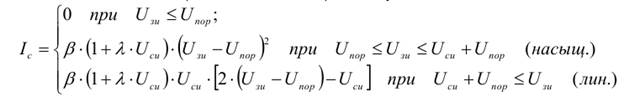 0 при U_зи ≤ U_пор;
I_с = β·(1+λ·U_си)·(U_зи − U_пор)² при U_пор ≤ U_зи ≤ U_си + U_пор (насыщ.)
β·(1+λ·U_си)·U_си·[2·(U_зи − U_пор) − U_си] при U_си + U_пор ≤ U_зи (лин.)